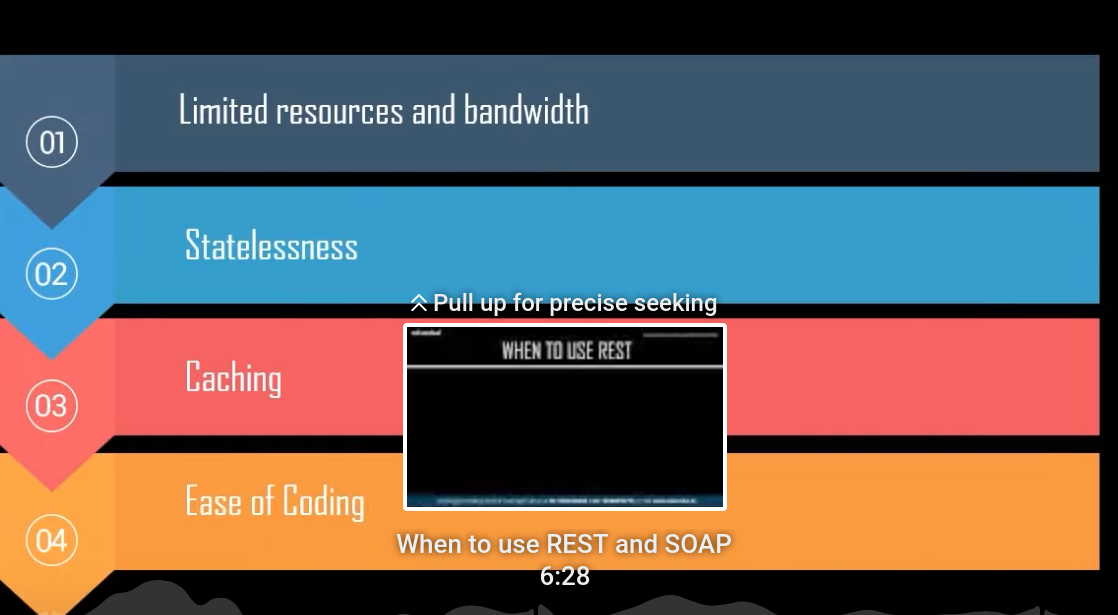 01
Limited resources and bandwidth
02
Statelessness
Pull up for precise seeking
WHEN TO USE REST
03
Caching
04
Ease of Coding
When to use REST and SOAP
6:28